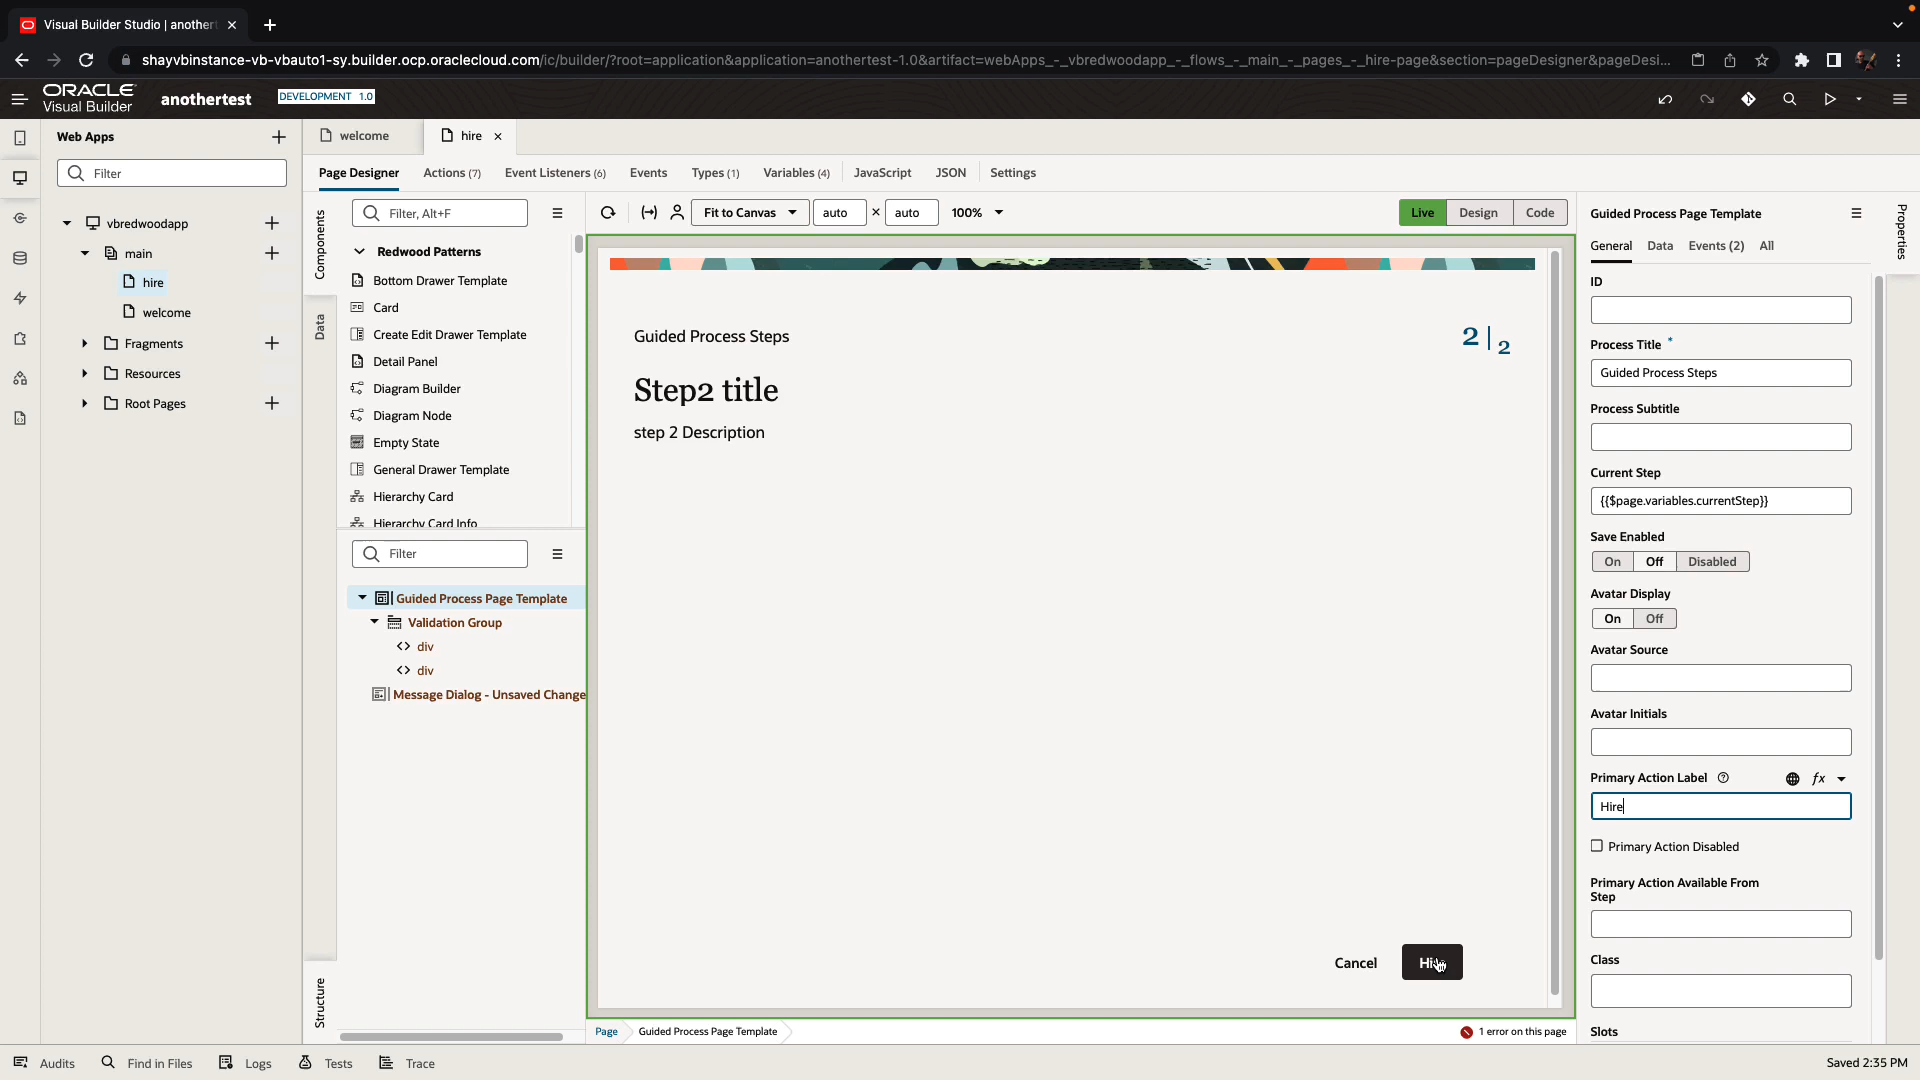 Visual Builder Studio | another
shayvbinstance-vb-vbauto1-sy.builder.ocp.oraclecloud.com/ic/builder/?root=application&application=anothertest-1.0&artifact=webApps_-_vbredwoodapp_-_flows_-_main_-_pages_-_hire-page&section=pageDesigner&pageDesi...
ORACLE
Visual Builder
anothertest
DEVELOPMENT 1.0
Web Apps
welcome
hire
Filter
Page Designer
Actions (7)
Event Listeners (6)
Events
Types (1)
Variables (4)
JavaScript
JSON
Settings
vbredwoodapp
main
hire
welcome
Fragments
Resources
Root Pages
Components
Data
Structure
Filter, Alt+F
Redwood Patterns
Bottom Drawer Template
Card
Create Edit Drawer Template
Detail Panel
Diagram Builder
Diagram Node
Empty State
General Drawer Template
Hierarchy Card
Hierarchy Card Info
Filter
Guided Process Page Template
Validation Group
div
div
Message Dialog - Unsaved Change
Fit to Canvas
auto
×
auto
100%
Live
Design
Code
Guided Process Steps
2 | 2
Step2 title
step 2 Description
Cancel
Page
Guided Process Page Template
1 error on this page
Guided Process Page Template
Properties
General
Data
Events (2)
All
ID
Process Title *
Guided Process Steps
Process Subtitle
Current Step
{{$page.variables.currentStep}}
Save Enabled
On
Off
Disabled
Avatar Display
On
Off
Avatar Source
Avatar Initials
Primary Action Label
fx
Hire
Primary Action Disabled
Primary Action Available From
Step
Class
Slots
Audits
Find in Files
Logs
Tests
Trace
Saved 2:35 PM